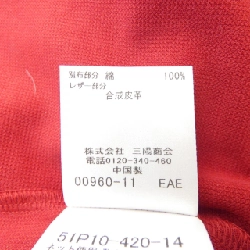 別布部分 綿 100%
レザー部分
合成皮革
株式会社 三陽商会
電話0120-340-460
中国製
00960-11 EAE
51P10 420-14